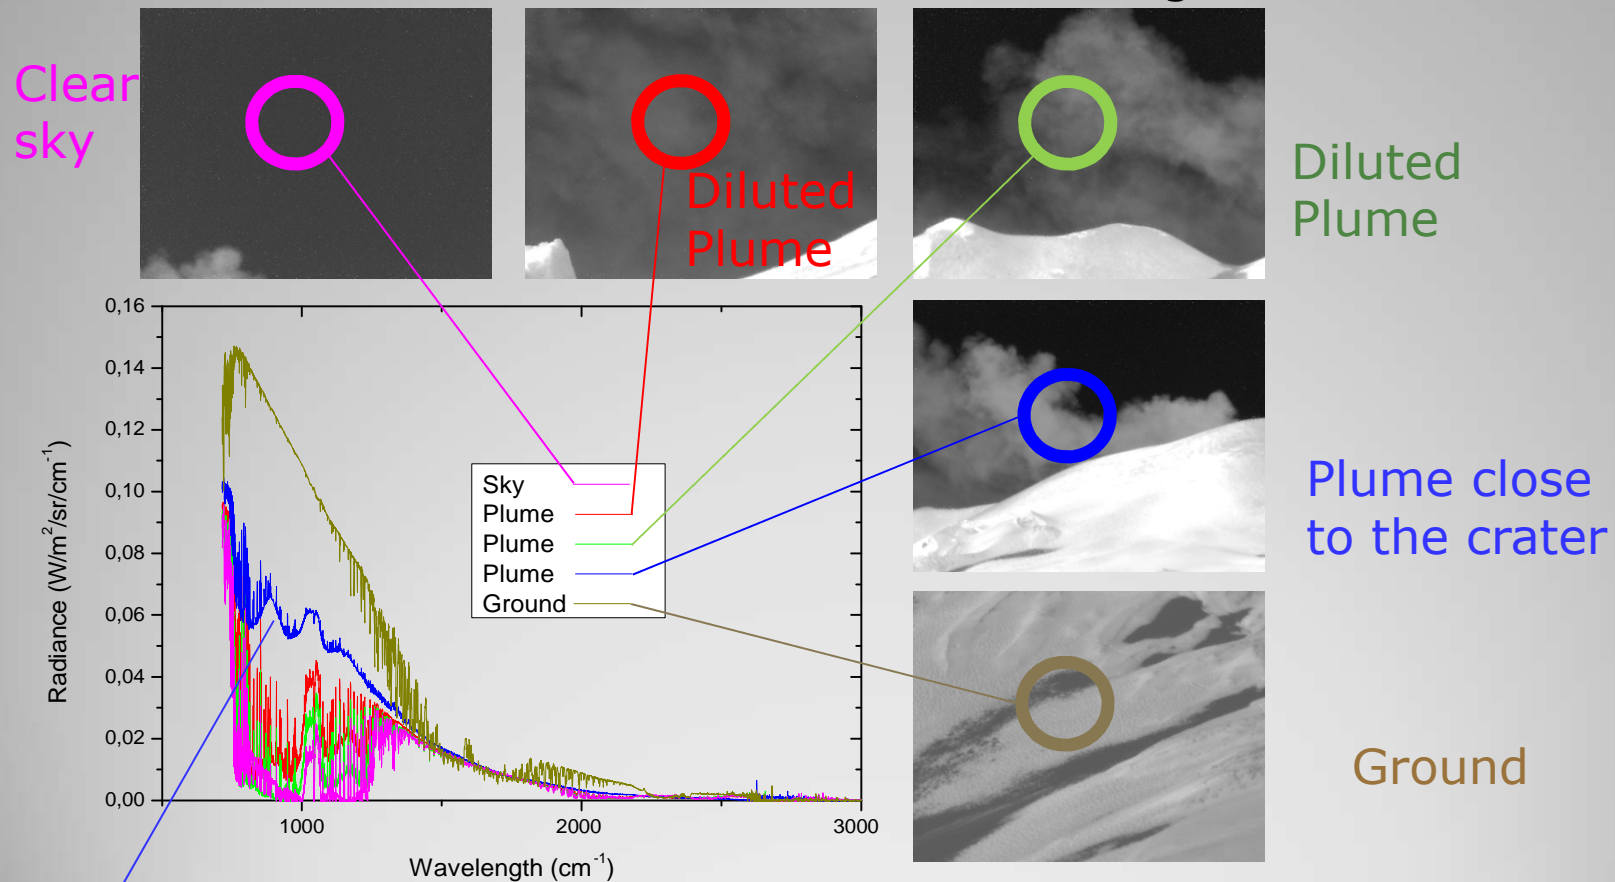 Clear
sky
Diluted
Plume
Diluted
Plume
0,16
0,14
0,12
0,10
0,08
0,06
0,04
0,02
0,00
Radiance (W/m²/sr/cm⁻¹)
Sky
Plume
Plume
Plume
Ground
1000
2000
3000
Wavelength (cm⁻¹)
Plume close
to the crater
Ground